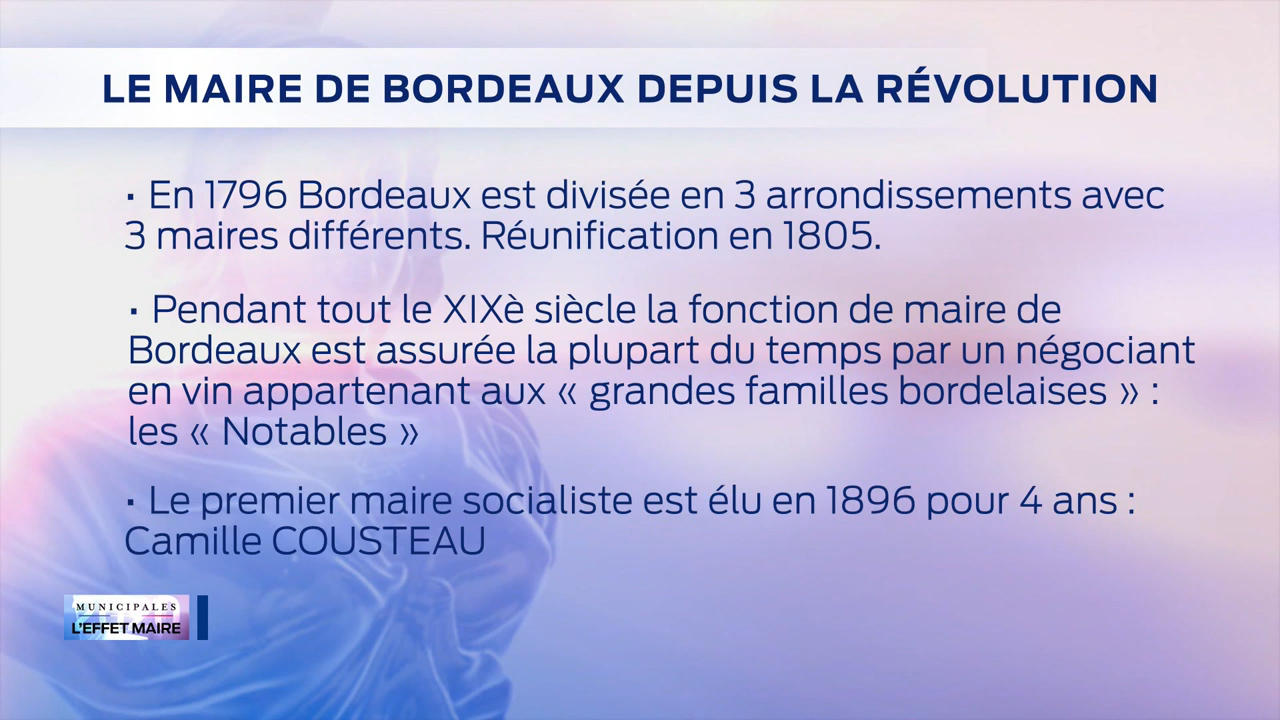 LE MAIRE DE BORDEAUX DEPUIS LA RÉVOLUTION
· En 1796 Bordeaux est divisée en 3 arrondissements avec
3 maires différents. Réunification en 1805.
· Pendant tout le XIXè siècle la fonction de maire de
Bordeaux est assurée la plupart du temps par un négociant
en vin appartenant aux « grandes familles bordelaises » :
les « Notables »
· Le premier maire socialiste est élu en 1896 pour 4 ans :
Camille COUSTEAU
MUNICIPALES
L'EFFET MAIRE